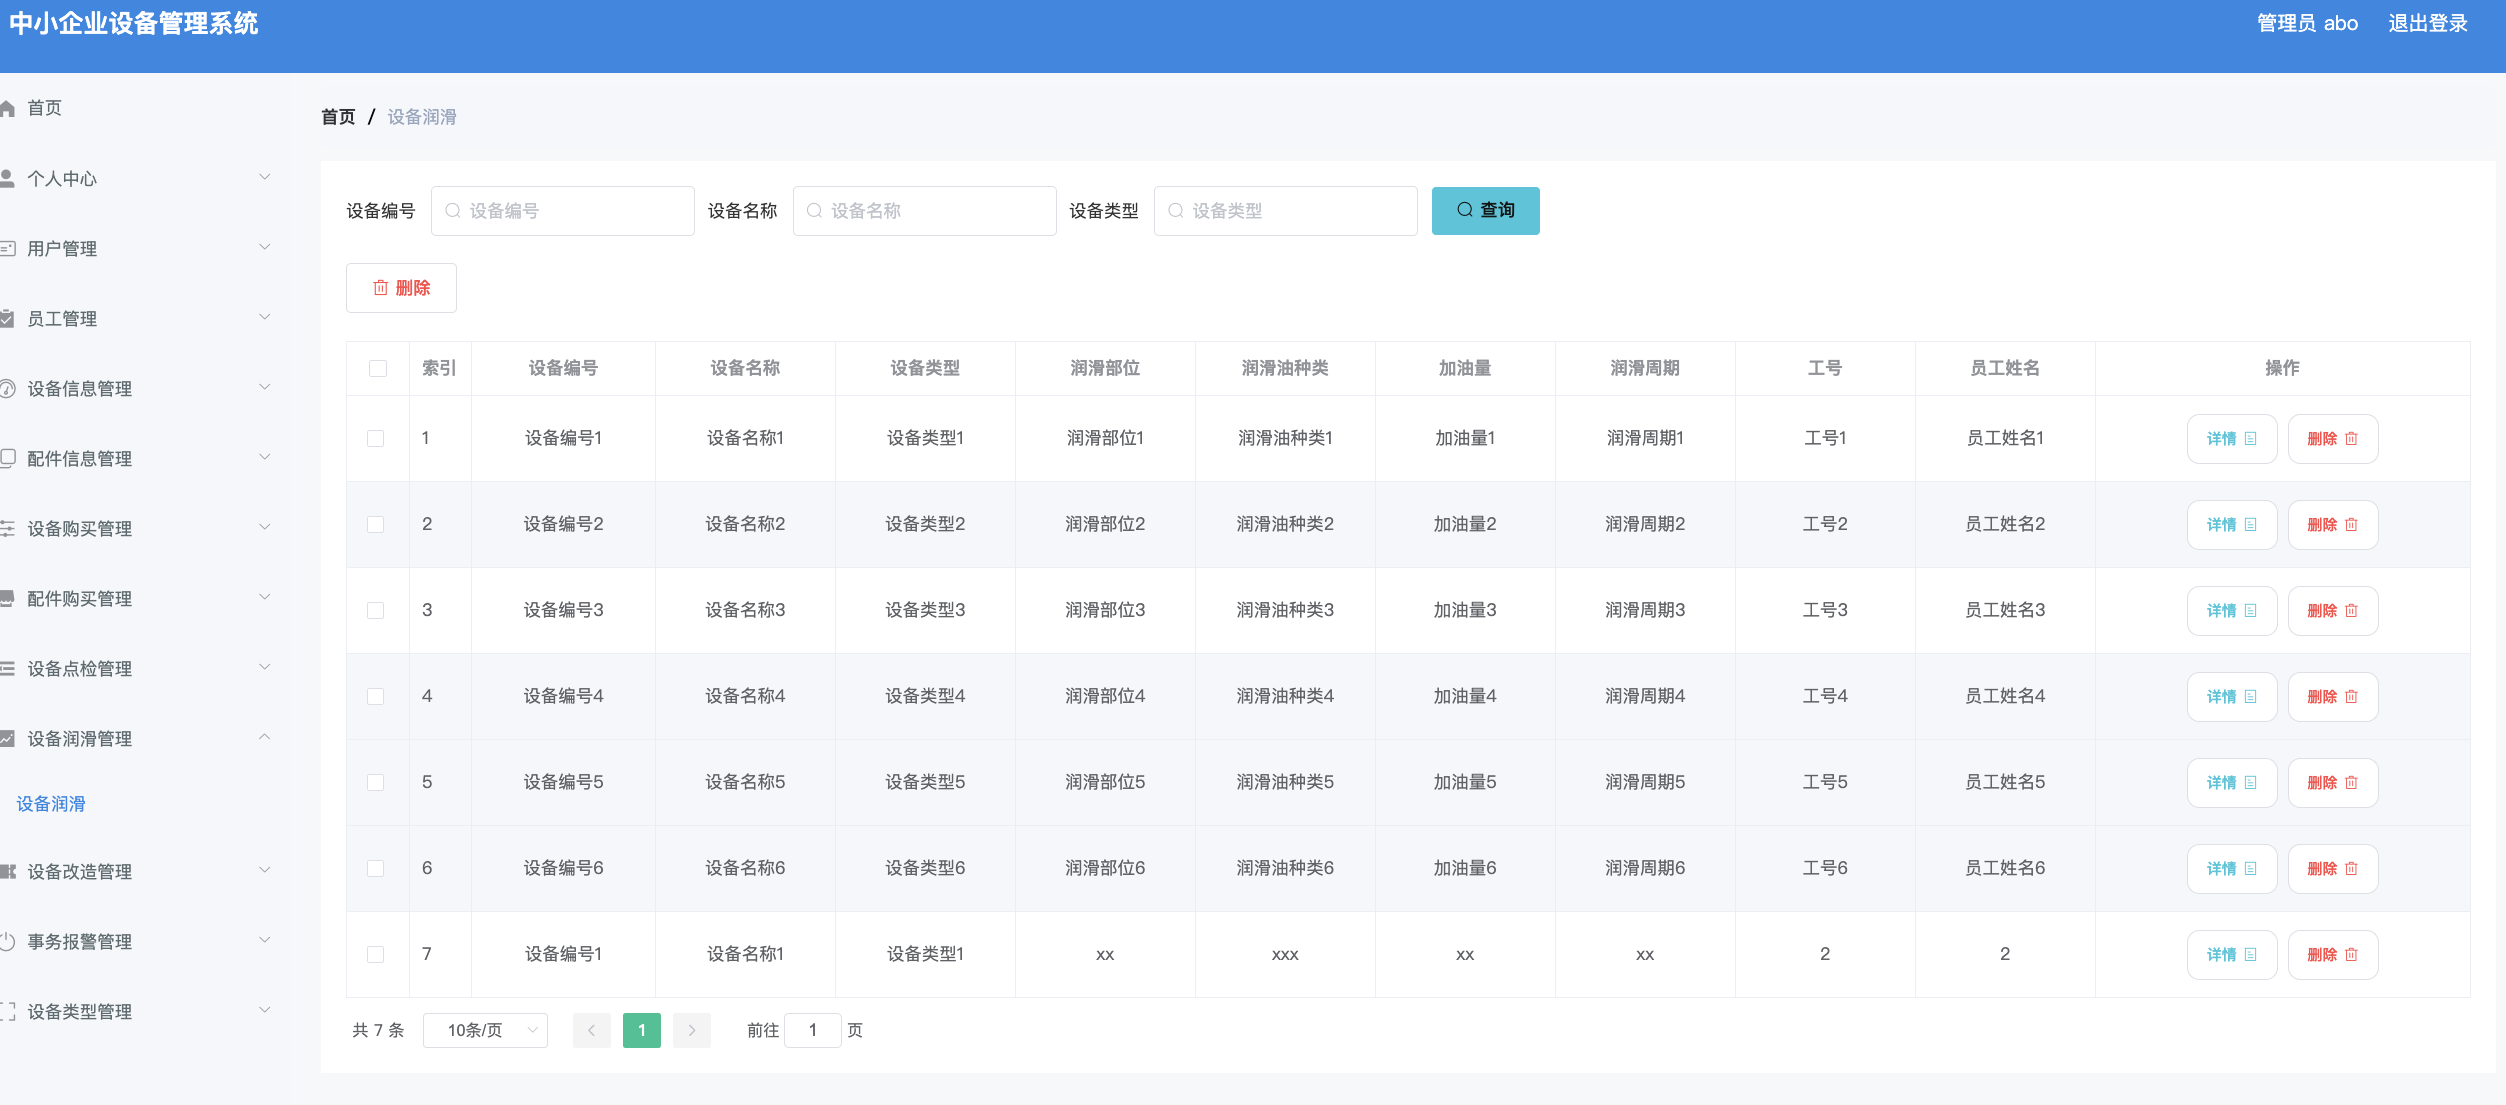 中小企业设备管理系统
管理员 abo 退出登录
首页
个人中心
用户管理
员工管理
设备信息管理
配件信息管理
设备购买管理
配件购买管理
设备点检管理
设备润滑管理
设备润滑
设备改造管理
事务报警管理
设备类型管理
首页 / 设备润滑
设备编号 设备编号 设备名称 设备名称 设备类型 设备类型 查询
删除
索引 设备编号 设备名称 设备类型 润滑部位 润滑油种类 加油量 润滑周期 工号 员工姓名 操作
1 设备编号1 设备名称1 设备类型1 润滑部位1 润滑油种类1 加油量1 润滑周期1 工号1 员工姓名1 详情 删除
2 设备编号2 设备名称2 设备类型2 润滑部位2 润滑油种类2 加油量2 润滑周期2 工号2 员工姓名2 详情 删除
3 设备编号3 设备名称3 设备类型3 润滑部位3 润滑油种类3 加油量3 润滑周期3 工号3 员工姓名3 详情 删除
4 设备编号4 设备名称4 设备类型4 润滑部位4 润滑油种类4 加油量4 润滑周期4 工号4 员工姓名4 详情 删除
5 设备编号5 设备名称5 设备类型5 润滑部位5 润滑油种类5 加油量5 润滑周期5 工号5 员工姓名5 详情 删除
6 设备编号6 设备名称6 设备类型6 润滑部位6 润滑油种类6 加油量6 润滑周期6 工号6 员工姓名6 详情 删除
7 设备编号1 设备名称1 设备类型1 xx xxx xx xx 2 2 详情 删除
共 7 条 10条/页 1 前往 1 页